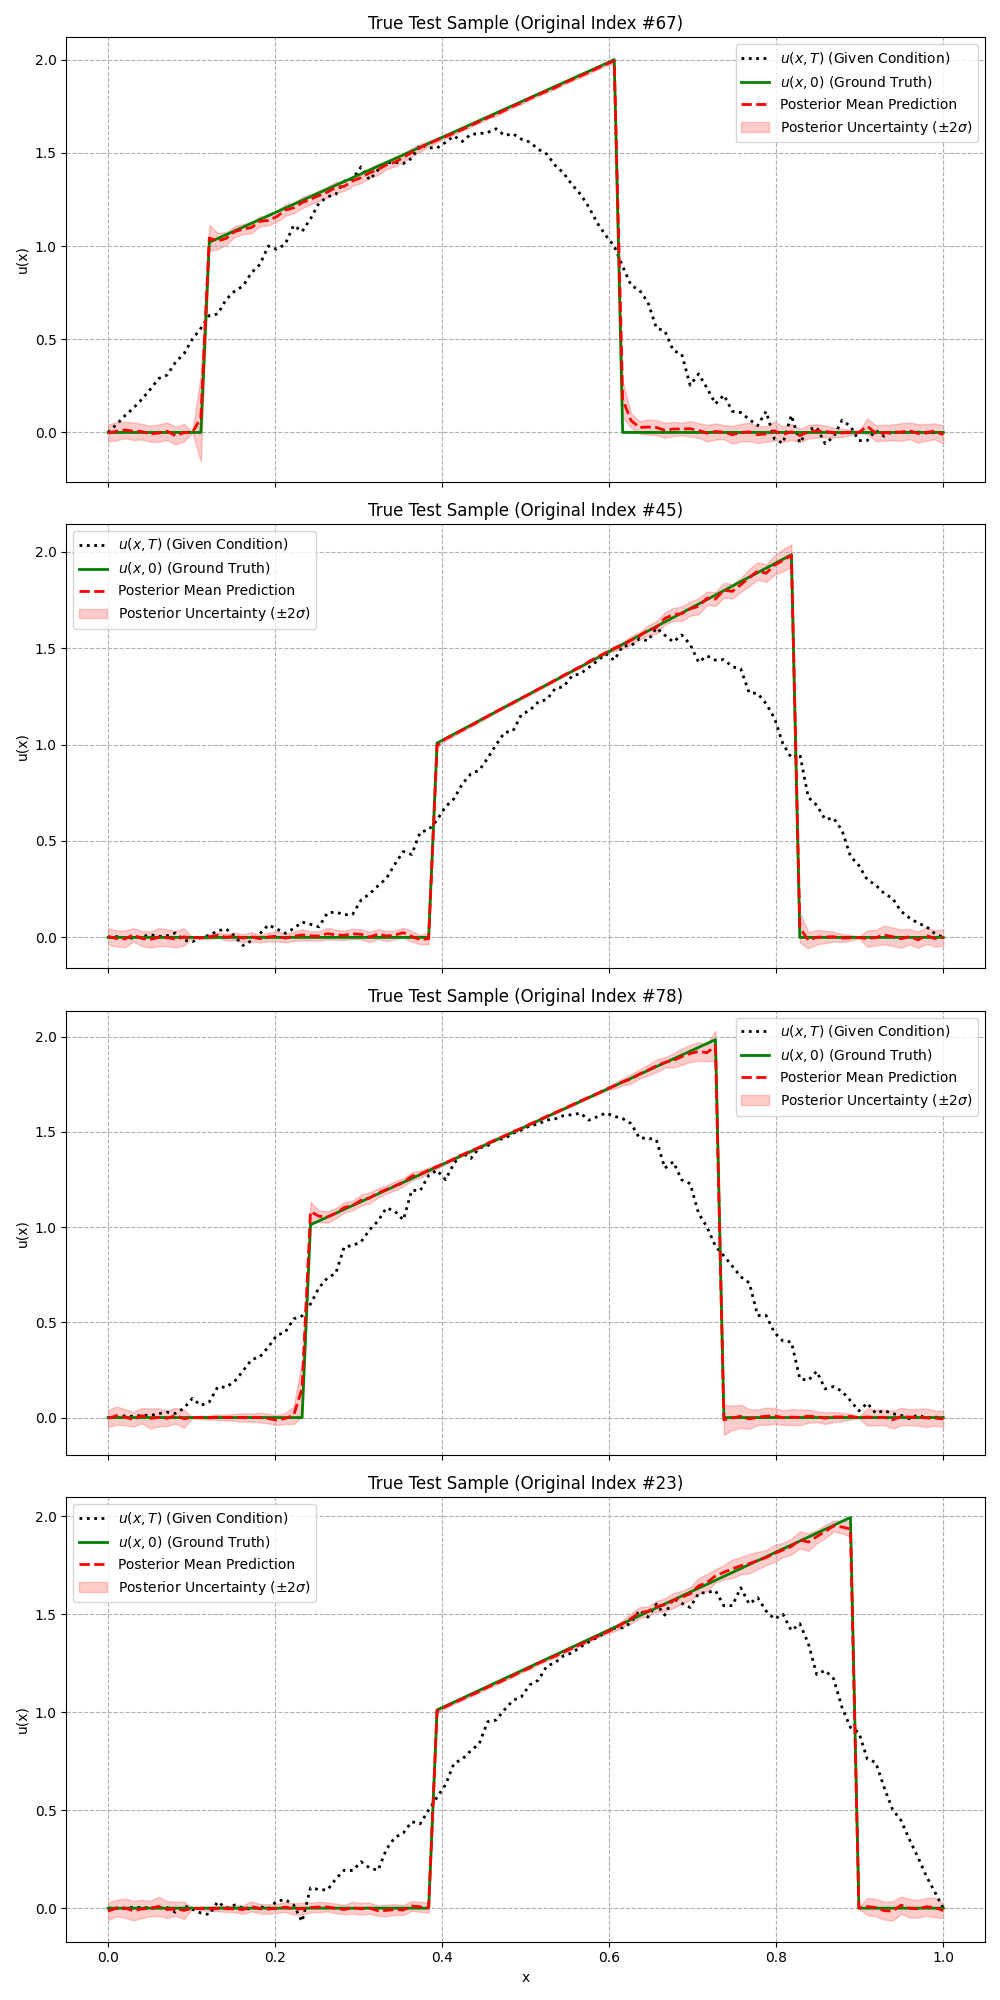 True Test Sample (Original Index #67)
u(x, T) (Given Condition)
u(x, 0) (Ground Truth)
Posterior Mean Prediction
Posterior Uncertainty (±2σ)
2.0
1.5
1.0
0.5
0.0
u(x)
True Test Sample (Original Index #45)
u(x, T) (Given Condition)
u(x, 0) (Ground Truth)
Posterior Mean Prediction
Posterior Uncertainty (±2σ)
2.0
1.5
1.0
0.5
0.0
u(x)
True Test Sample (Original Index #78)
u(x, T) (Given Condition)
u(x, 0) (Ground Truth)
Posterior Mean Prediction
Posterior Uncertainty (±2σ)
2.0
1.5
1.0
0.5
0.0
u(x)
True Test Sample (Original Index #23)
u(x, T) (Given Condition)
u(x, 0) (Ground Truth)
Posterior Mean Prediction
Posterior Uncertainty (±2σ)
2.0
1.5
1.0
0.5
0.0
u(x)
0.0 0.2 0.4 0.6 0.8 1.0
x